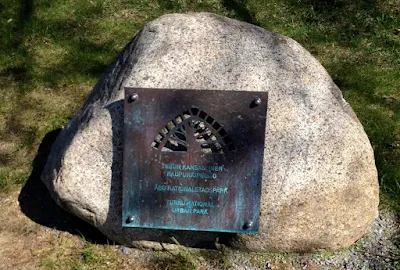 TURUN KANSALLINEN
KAUPUNKIPUISTO
ÅBO NATIONALSTADSPARK
TURKU NATIONAL
URBAN PARK